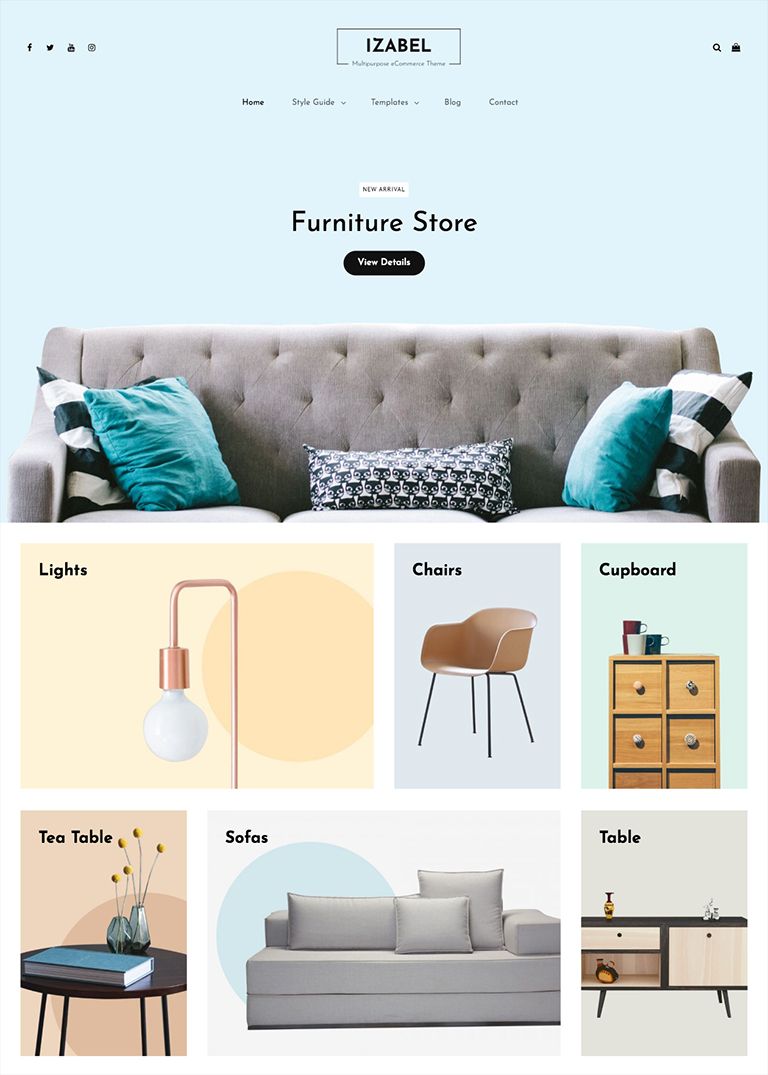 IZABEL
Multipurpose eCommerce Theme
Home Style Guide Templates Blog Contact
NEW ARRIVAL
Furniture Store
View Details
Lights
Chairs
Cupboard
Tea Table
Sofas
Table